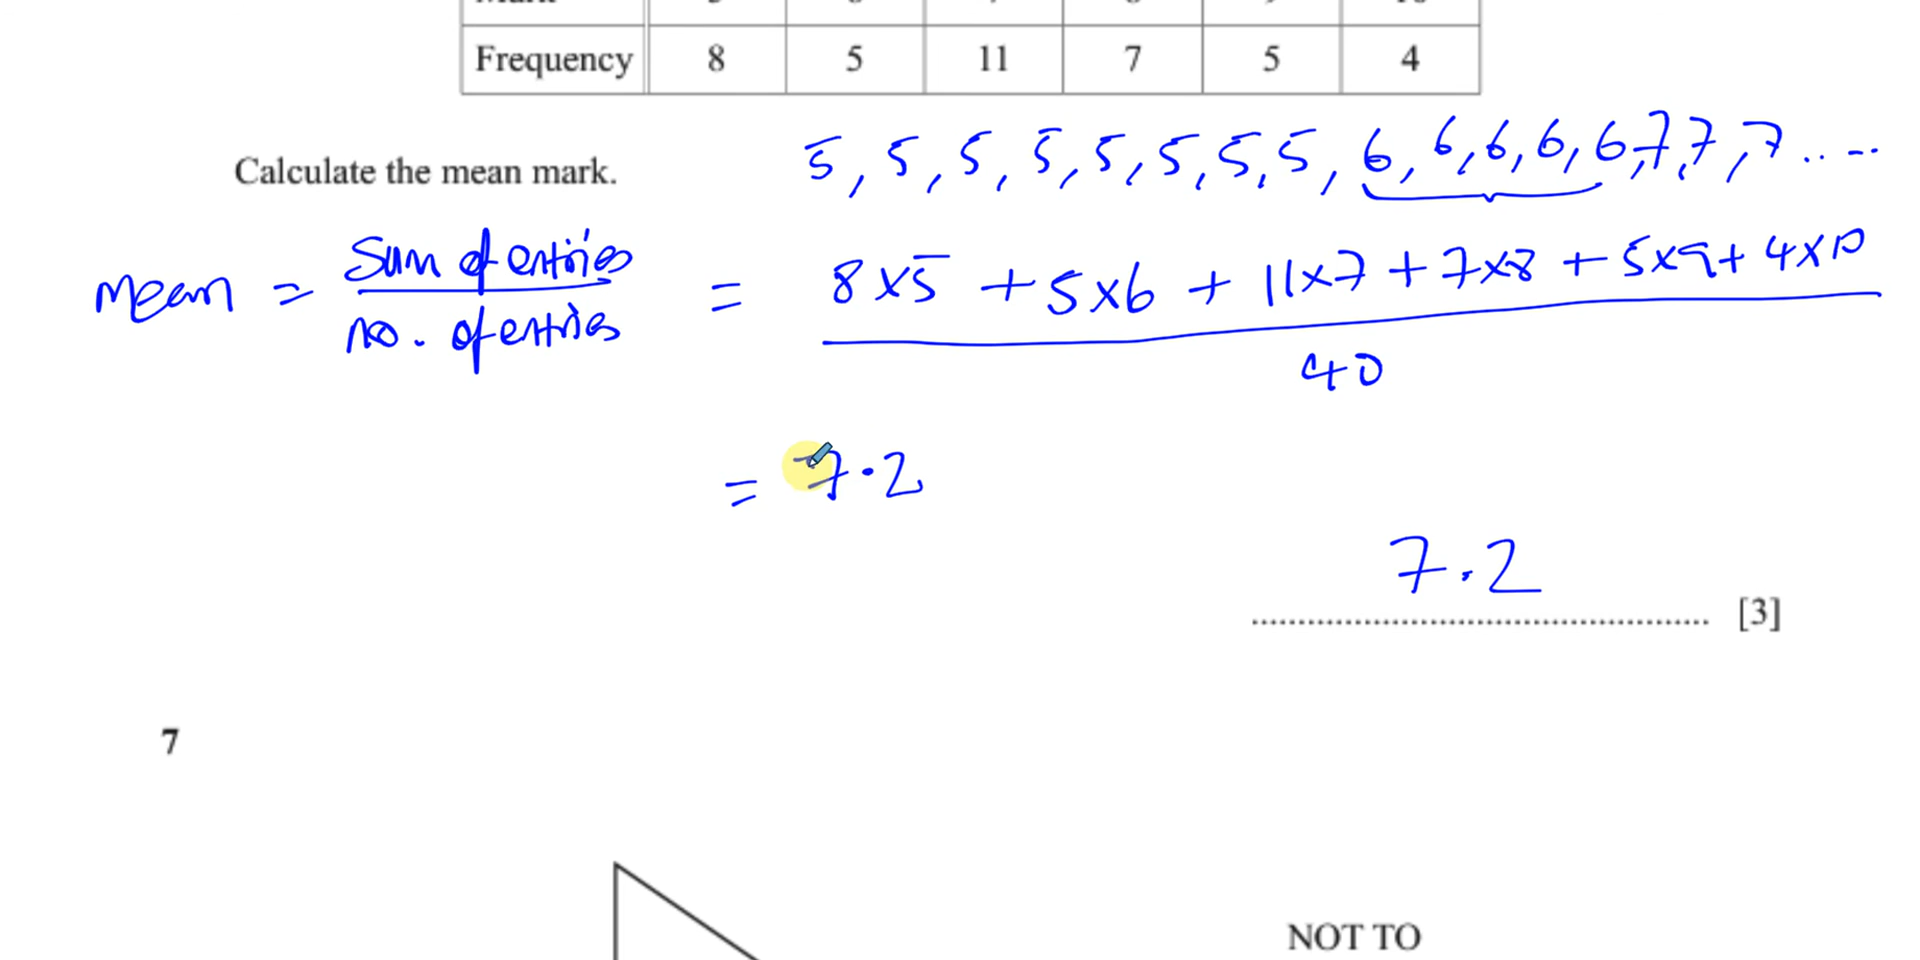 Frequency 8 5 11 7 5 4
5, 5, 5, 5, 5, 5, 5, 5, 6, 6, 6, 6, 6, 7, 7, 7 ....
Calculate the mean mark.
mean = Sum of entries / no. of entries = 8×5 + 5×6 + 11×7 + 7×8 + 5×9 + 4×10 / 40
= 7.2
7.2
[3]
7
NOT TO